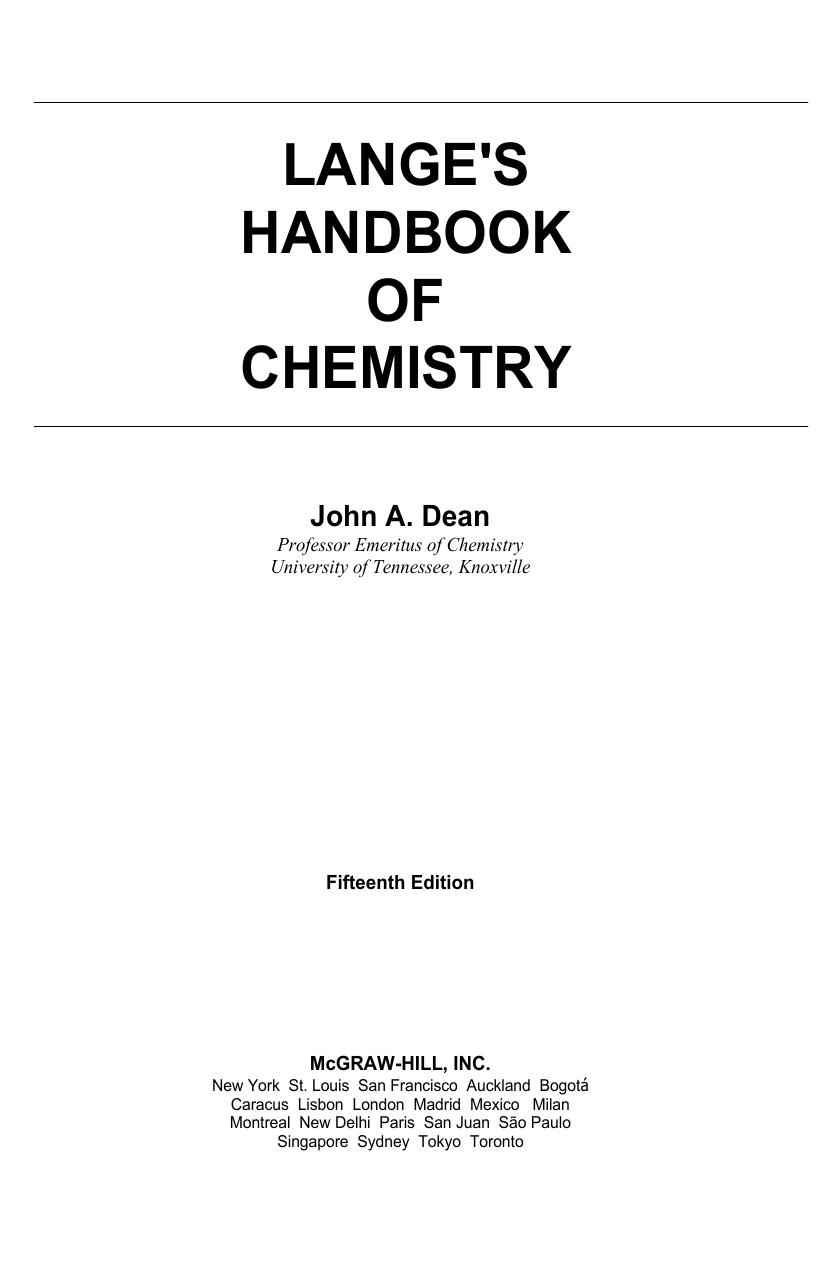 LANGE'S
HANDBOOK
OF
CHEMISTRY
John A. Dean
Professor Emeritus of Chemistry
University of Tennessee, Knoxville
Fifteenth Edition
McGRAW-HILL, INC.
New York St. Louis San Francisco Auckland Bogotá
Caracus Lisbon London Madrid Mexico Milan
Montreal New Delhi Paris San Juan São Paulo
Singapore Sydney Tokyo Toronto